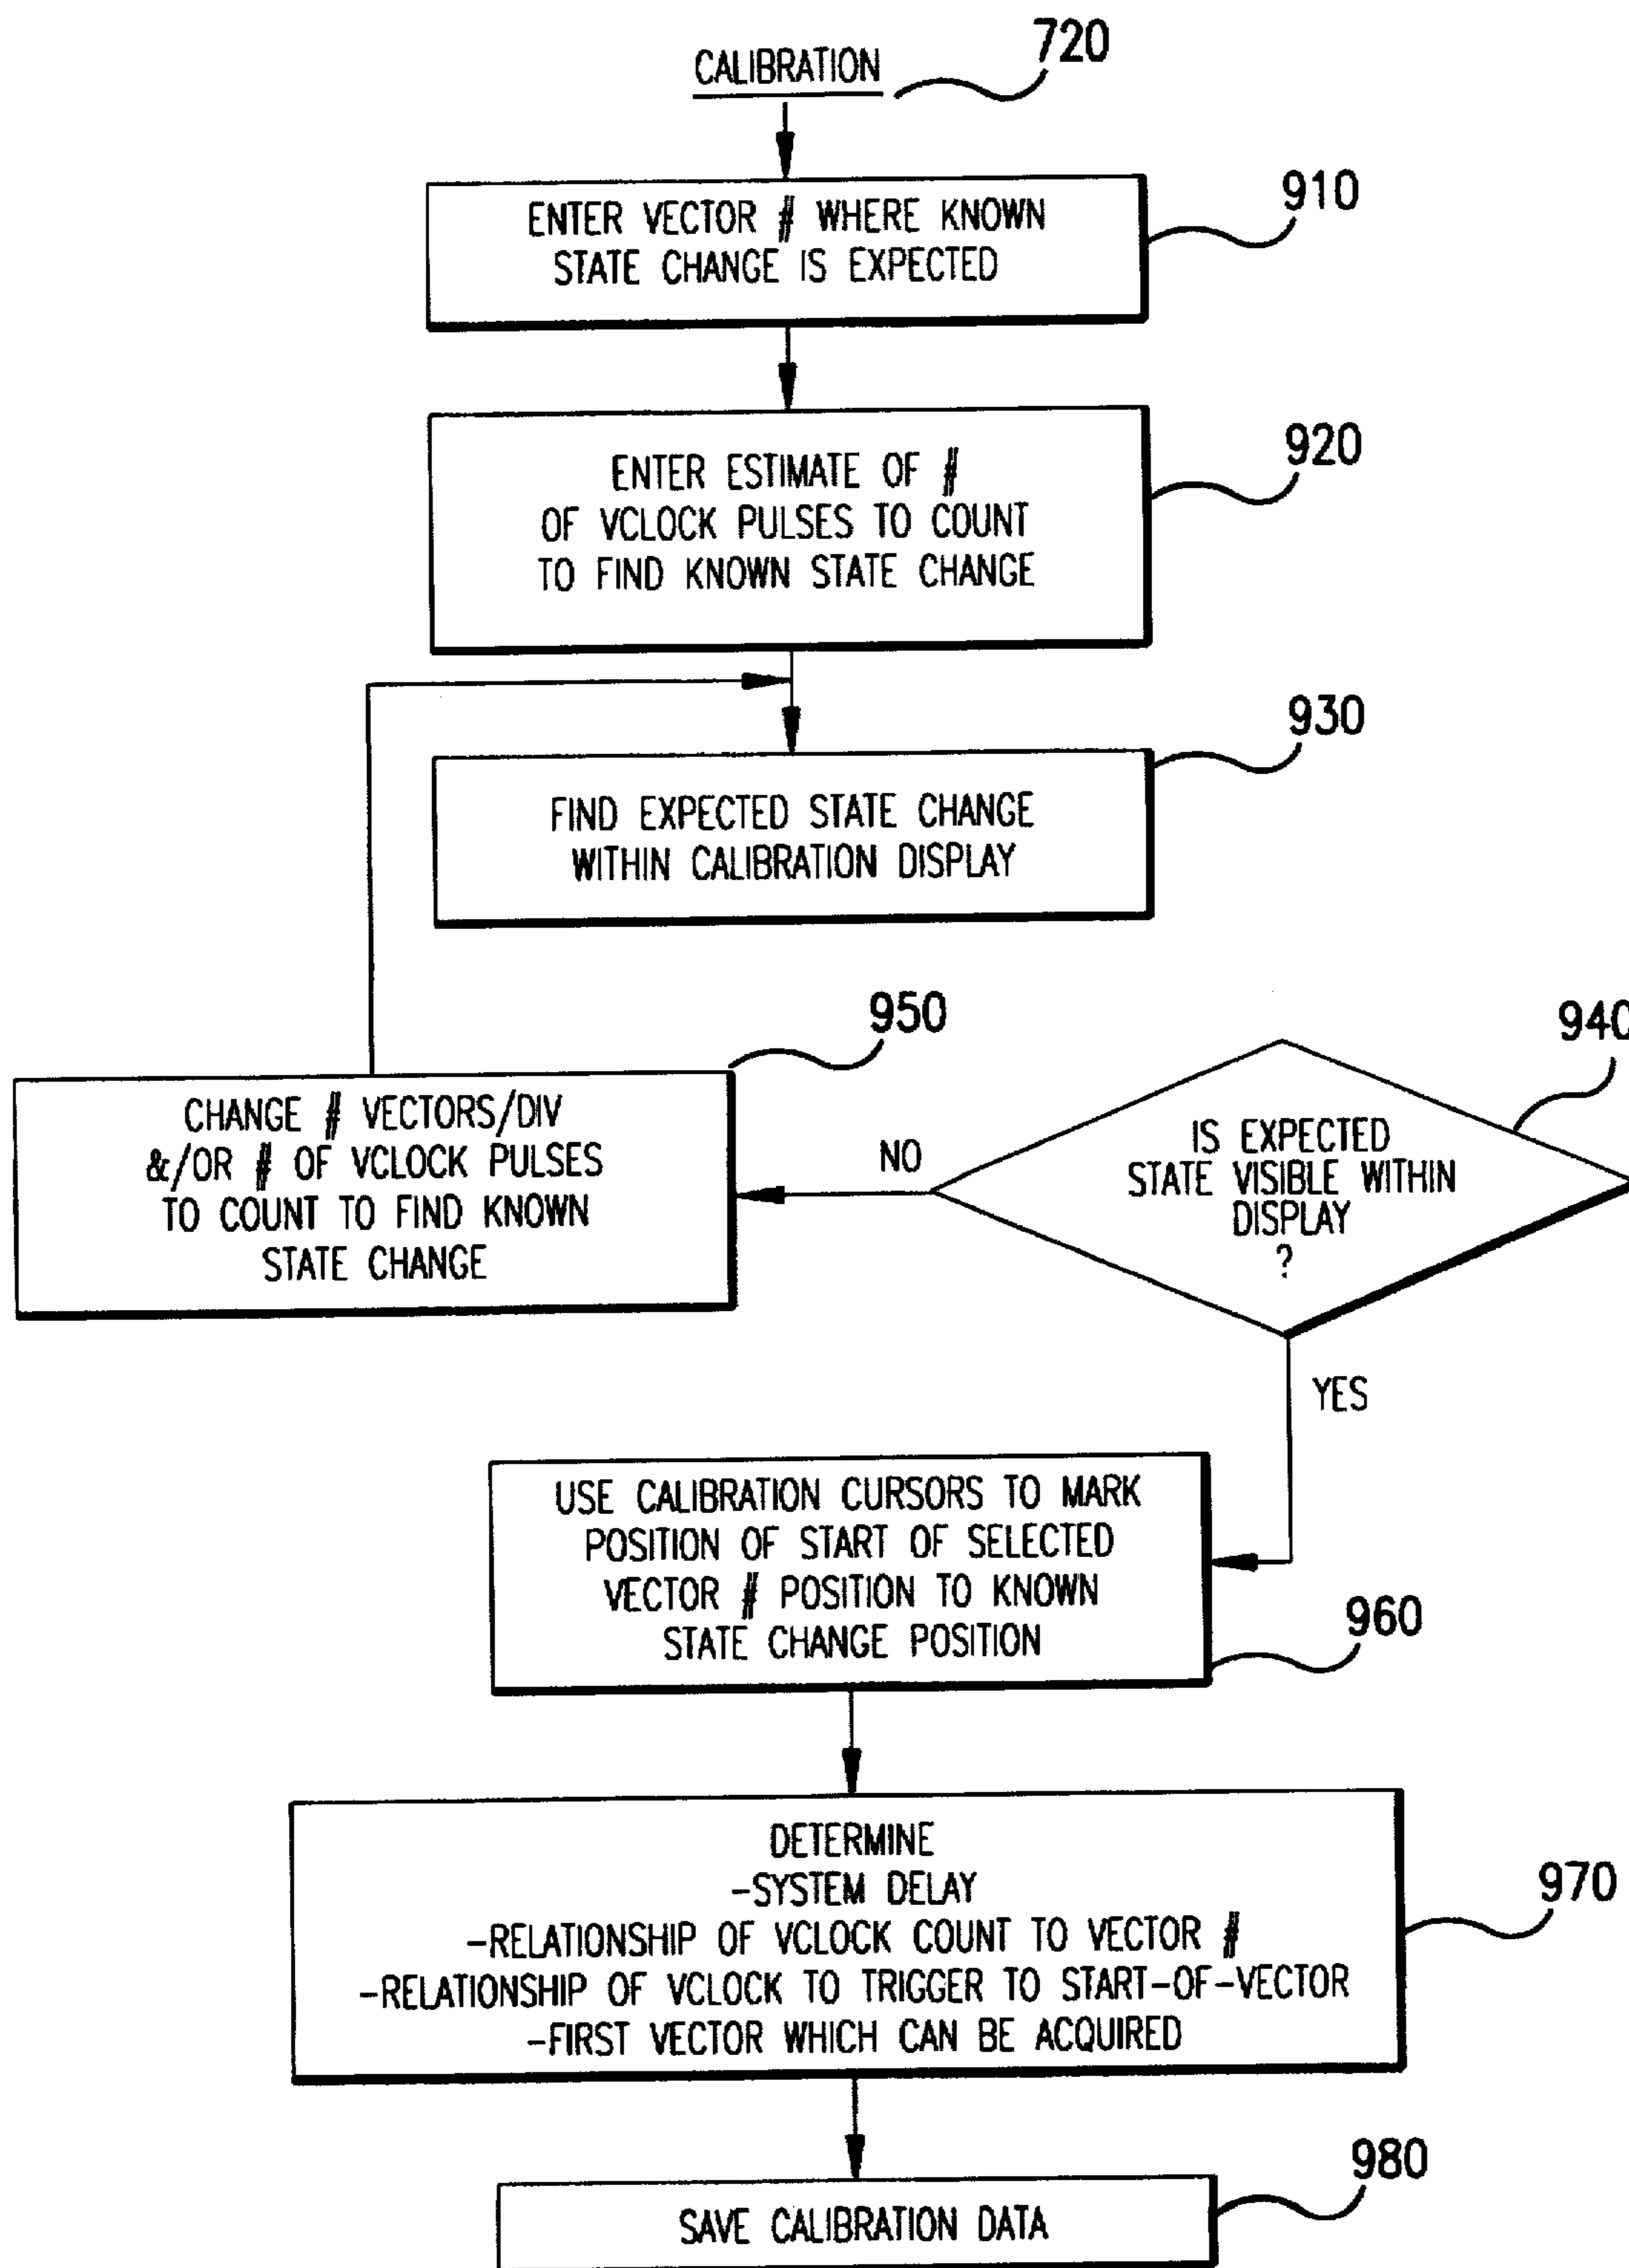 CALIBRATION
720
ENTER VECTOR # WHERE KNOWN
STATE CHANGE IS EXPECTED
910
ENTER ESTIMATE OF #
OF VCLOCK PULSES TO COUNT
TO FIND KNOWN STATE CHANGE
920
FIND EXPECTED STATE CHANGE
WITHIN CALIBRATION DISPLAY
930
IS EXPECTED
STATE VISIBLE WITHIN
DISPLAY
?
940
NO
CHANGE # VECTORS/DIV
&/OR # OF VCLOCK PULSES
TO COUNT TO FIND KNOWN
STATE CHANGE
950
YES
USE CALIBRATION CURSORS TO MARK
POSITION OF START OF SELECTED
VECTOR # POSITION TO KNOWN
STATE CHANGE POSITION
960
DETERMINE
-SYSTEM DELAY
-RELATIONSHIP OF VCLOCK COUNT TO VECTOR #
-RELATIONSHIP OF VCLOCK TO TRIGGER TO START-OF-VECTOR
-FIRST VECTOR WHICH CAN BE ACQUIRED
970
SAVE CALIBRATION DATA
980